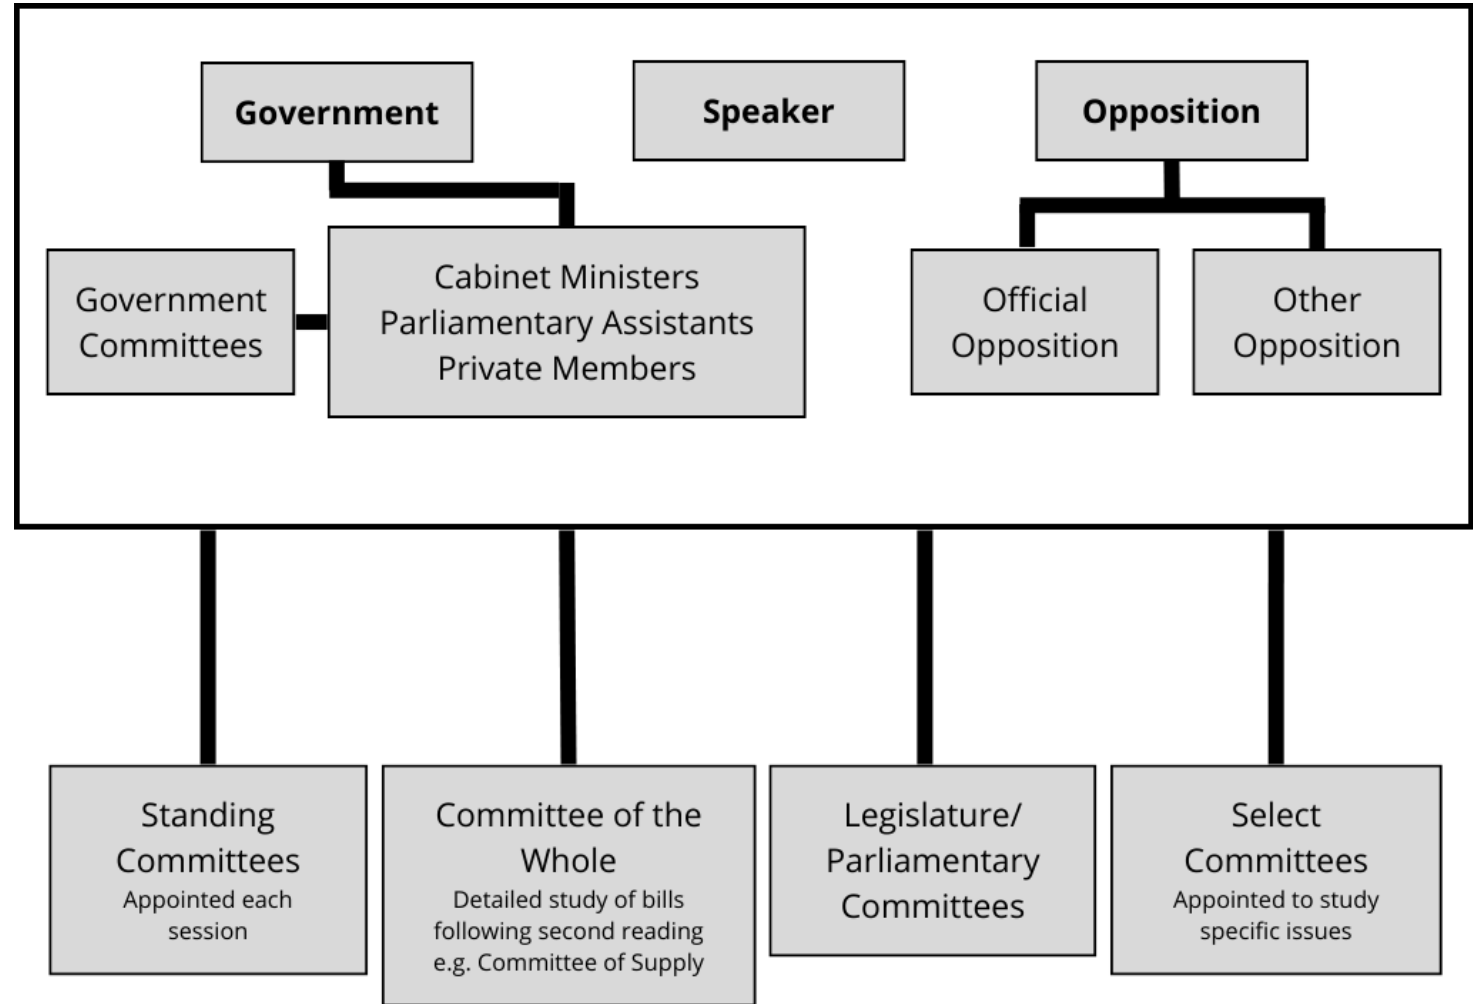 Government
Speaker
Opposition
Government
Committees
Cabinet Ministers
Parliamentary Assistants
Private Members
Official
Opposition
Other
Opposition
Standing
Committees
Appointed each
session
Committee of the
Whole
Detailed study of bills
following second reading
e.g. Committee of Supply
Legislature/
Parliamentary
Committees
Select
Committees
Appointed to study
specific issues